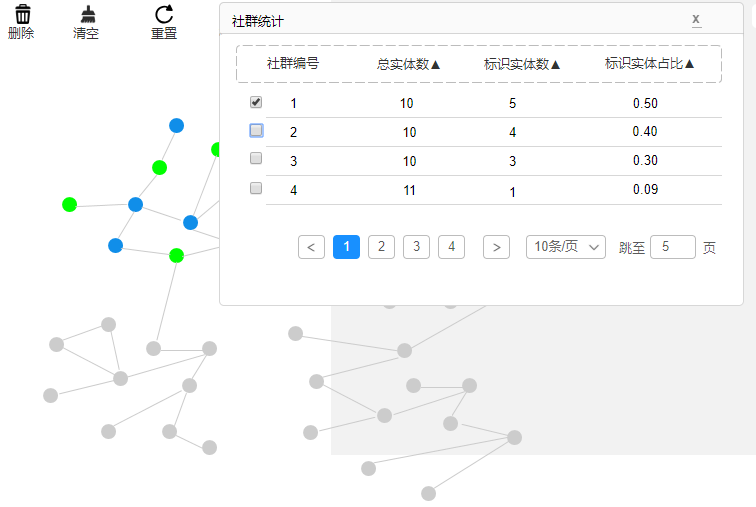 删除 清空 重置
社群统计 x
社群编号 总实体数▲ 标识实体数▲ 标识实体占比▲
1 10 5 0.50
2 10 4 0.40
3 10 3 0.30
4 11 1 0.09
< 1 2 3 4 > 10条/页 跳至 5 页